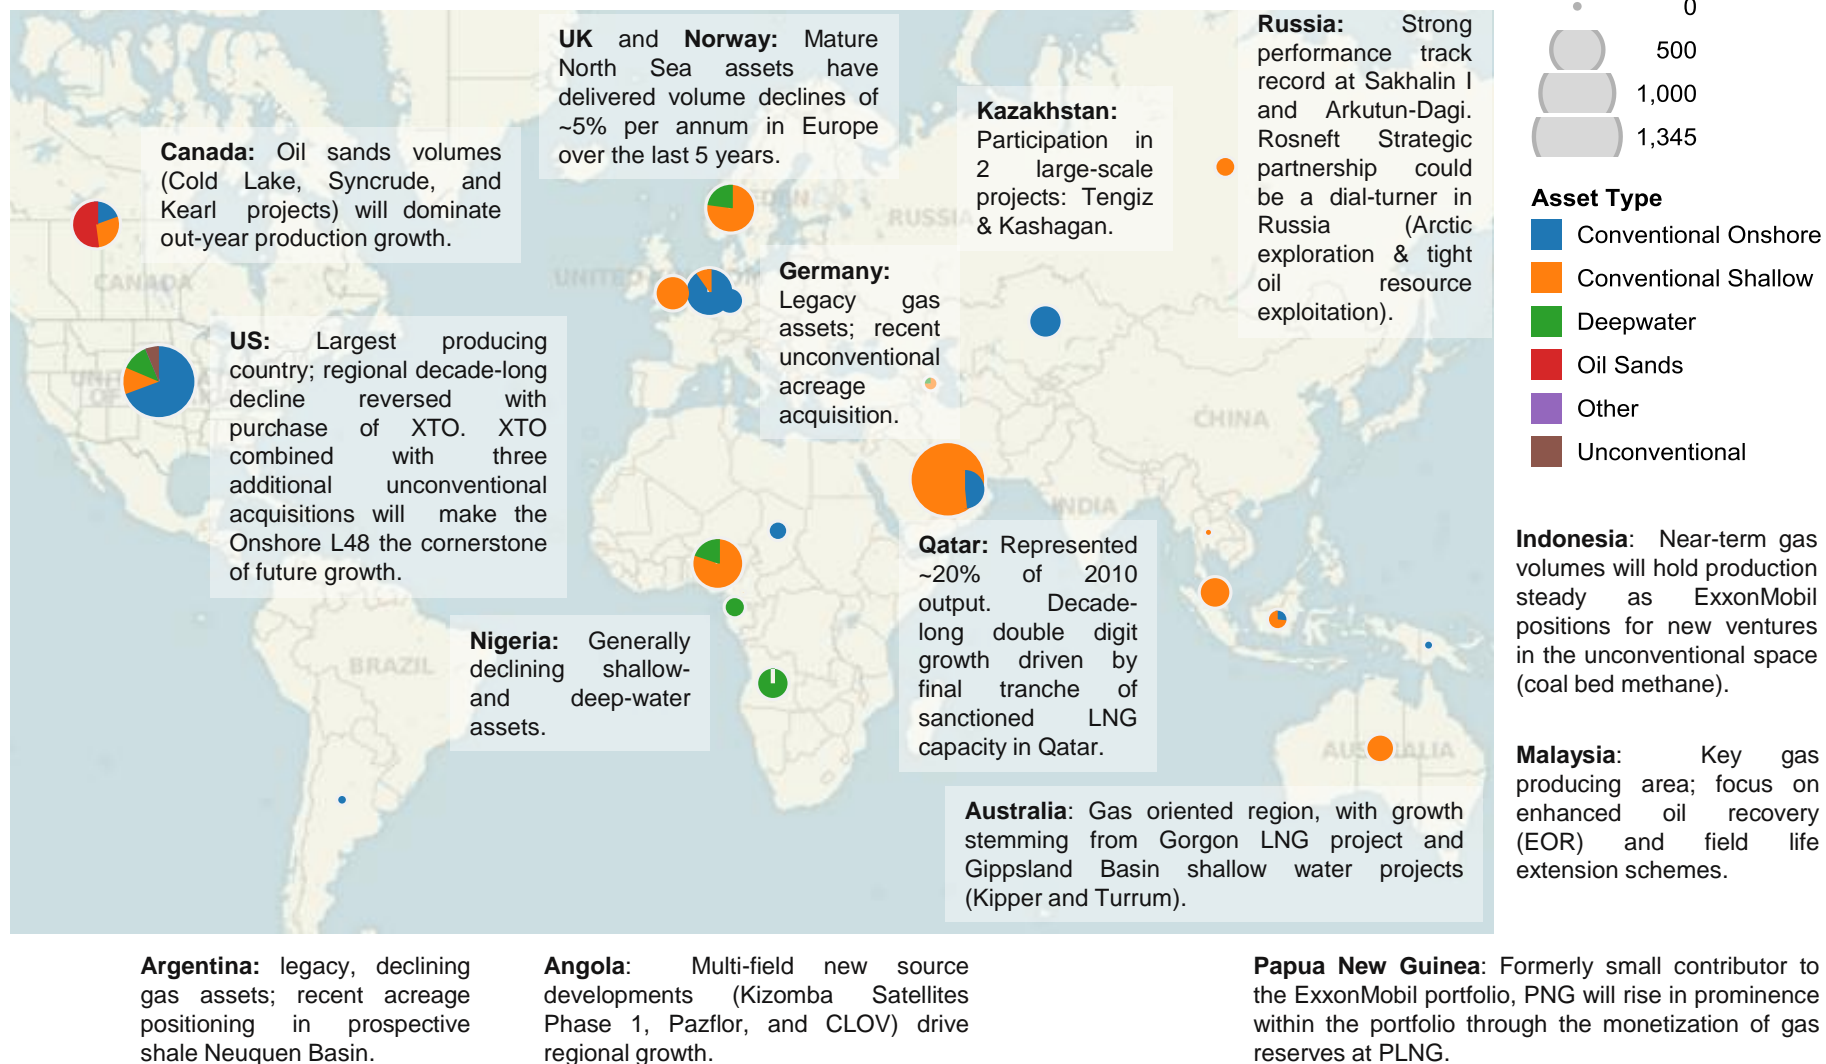 UK and Norway: Mature
North Sea assets have
delivered volume declines of
~5% per annum in Europe
over the last 5 years.
Russia: Strong
performance track
record at Sakhalin I
and Arkutun-Dagi.
Rosneft Strategic
partnership could
be a dial-turner in
Russia (Arctic
exploration & tight
oil resource
exploitation).
Kazakhstan:
Participation in
2 large-scale
projects: Tengiz
& Kashagan.
Canada: Oil sands volumes
(Cold Lake, Syncrude, and
Kearl projects) will dominate
out-year production growth.
Germany:
Legacy gas
assets; recent
unconventional
acreage
acquisition.
US: Largest producing
country; regional decade-long
decline reversed with
purchase of XTO. XTO
combined with three
additional unconventional
acquisitions will make the
Onshore L48 the cornerstone
of future growth.
Qatar: Represented
~20% of 2010
output. Decade-
long double digit
growth driven by
final tranche of
sanctioned LNG
capacity in Qatar.
Nigeria: Generally
declining shallow-
and deep-water
assets.
Australia: Gas oriented region, with growth
stemming from Gorgon LNG project and
Gippsland Basin shallow water projects
(Kipper and Turrum).
CANADA
RUSSIA
CHINA
INDIA
BRAZIL
0
500
1,000
1,345
Asset Type
Conventional Onshore
Conventional Shallow
Deepwater
Oil Sands
Other
Unconventional
Indonesia: Near-term gas
volumes will hold production
steady as ExxonMobil
positions for new ventures
in the unconventional space
(coal bed methane).
Malaysia: Key gas
producing area; focus on
enhanced oil recovery
(EOR) and field life
extension schemes.
Argentina: legacy, declining
gas assets; recent acreage
positioning in prospective
shale Neuquen Basin.
Angola: Multi-field new source
developments (Kizomba Satellites
Phase 1, Pazflor, and CLOV) drive
regional growth.
Papua New Guinea: Formerly small contributor to
the ExxonMobil portfolio, PNG will rise in prominence
within the portfolio through the monetization of gas
reserves at PLNG.